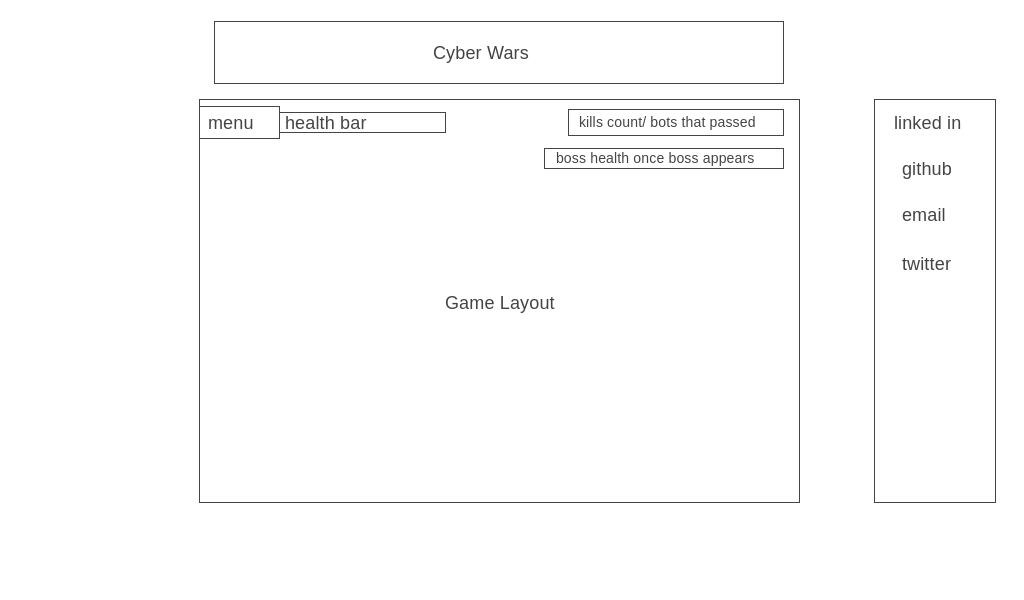 Cyber Wars
menu
health bar
kills count/ bots that passed
boss health once boss appears
Game Layout
linked in
github
email
twitter